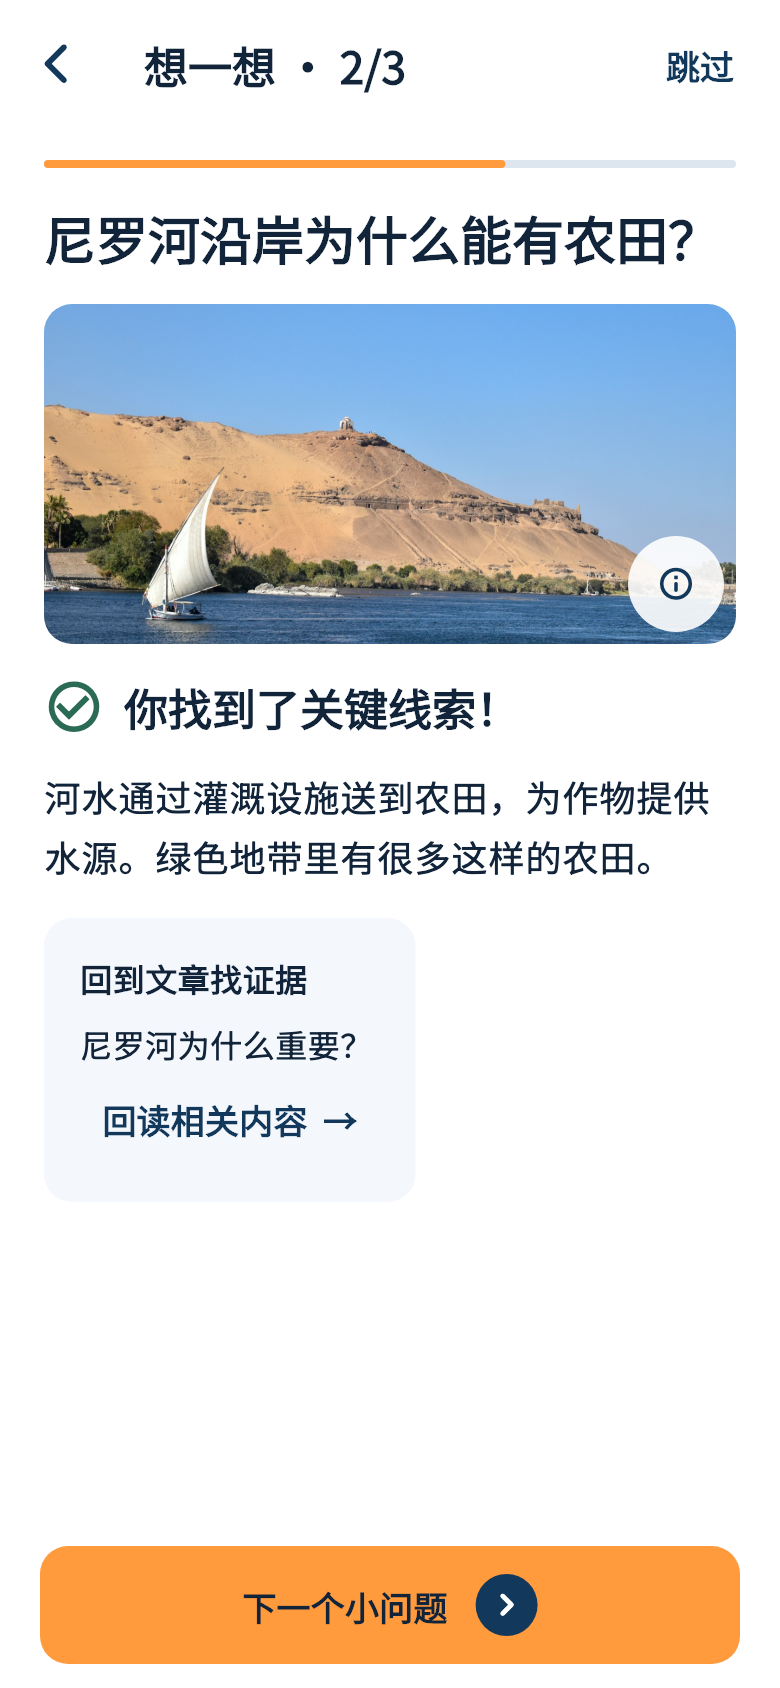 想一想 · 2/3
跳过
尼罗河沿岸为什么能有农田？
你找到了关键线索！
河水通过灌溉设施送到农田，为作物提供
水源。绿色地带里有很多这样的农田。
回到文章找证据
尼罗河为什么重要？
回读相关内容 →
下一个小问题